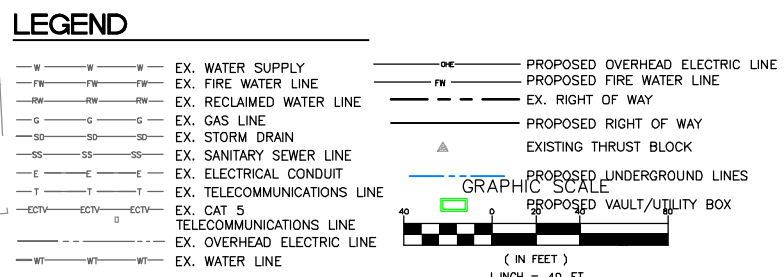 LEGEND
W W W EX. WATER SUPPLY
FW FW FW EX. FIRE WATER LINE
RW RW RW EX. RECLAIMED WATER LINE
G G G EX. GAS LINE
SD SD SD EX. STORM DRAIN
SS SS SS EX. SANITARY SEWER LINE
E E E EX. ELECTRICAL CONDUIT
T T T EX. TELECOMMUNICATIONS LINE
ECTV ECTV ECTV EX. CAT 5
TELECOMMUNICATIONS LINE
EX. OVERHEAD ELECTRIC LINE
WT WT WT EX. WATER LINE
OHE PROPOSED OVERHEAD ELECTRIC LINE
FW PROPOSED FIRE WATER LINE
EX. RIGHT OF WAY
PROPOSED RIGHT OF WAY
EXISTING THRUST BLOCK
PROPOSED UNDERGROUND LINES
GRAPHIC SCALE
PROPOSED VAULT/UTILITY BOX
40 0 20 40 80
( IN FEET )
1 INCH = 40 FT